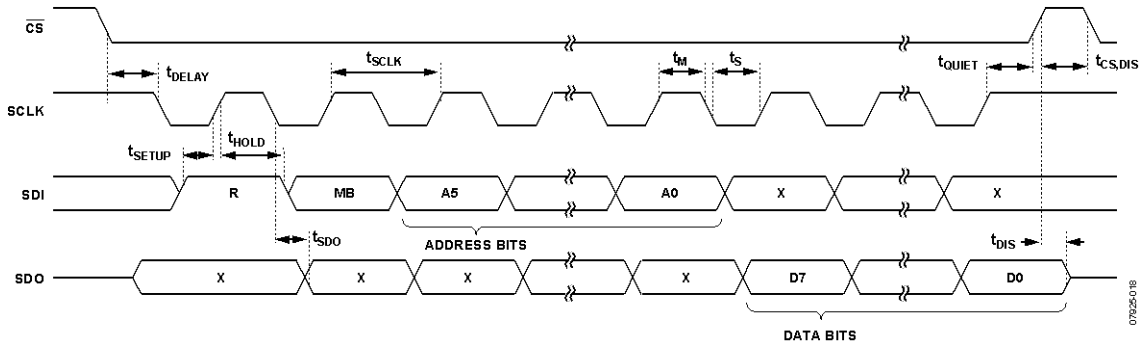 CS
tDELAY
tSCLK
tM
tS
tQUIET
tCS,DIS
SCLK
tSETUP
tHOLD
SDI
R
MB
A5
A0
X
X
tSDO
ADDRESS BITS
tDIS
SDO
X
X
X
X
D7
D0
DATA BITS
07925-018